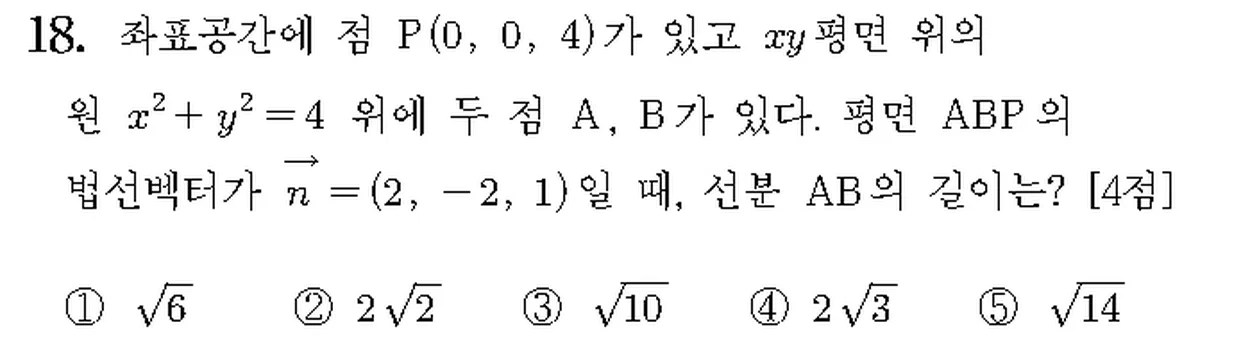 18. 좌표공간에 점 P(0, 0, 4)가 있고 xy평면 위의
원 x² + y² = 4 위에 두 점 A, B가 있다. 평면 ABP의
법선벡터가 n⃗ = (2, −2, 1)일 때, 선분 AB의 길이는? [4점]
① √6 ② 2√2 ③ √10 ④ 2√3 ⑤ √14